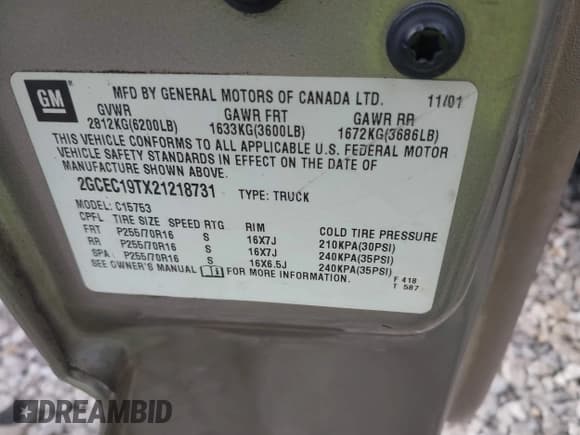 GM
MFD BY GENERAL MOTORS OF CANADA LTD. 11/01
GVWR GAWR FRT GAWR RR
2812KG(6200LB) 1633KG(3600LB) 1672KG(3686LB)
THIS VEHICLE CONFORMS TO ALL APPLICABLE U.S. FEDERAL MOTOR
VEHICLE SAFETY STANDARDS IN EFFECT ON THE DATE OF
MANUFACTURE SHOWN ABOVE.
2GCEC19TX21218731 TYPE: TRUCK
MODEL: C15753
CPFL TIRE SIZE SPEED RTG RIM COLD TIRE PRESSURE
FRT P255/70R16 S 16X7J 210KPA(30PSI)
RR P255/70R16 S 16X7J 240KPA(35PSI)
SPA P255/70R16 S 16X6.5J 240KPA(35PSI)
SEE OWNER'S MANUAL FOR MORE INFORMATION.
F 418
T 587
DREAMBID